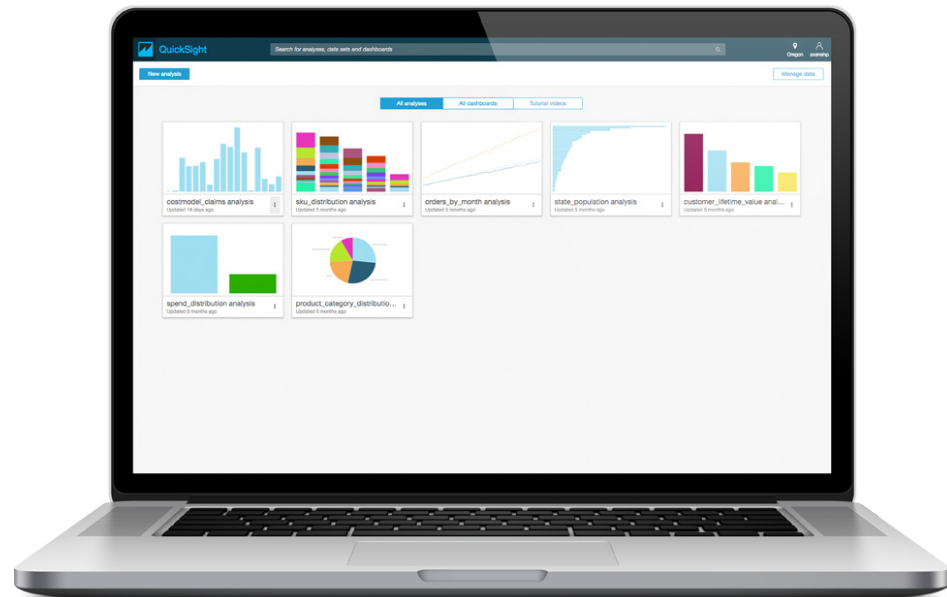 QuickSight
Search for analyses, data sets and dashboards
Oregon
New analysis
Manage data
All analyses
All dashboards
Tutorial videos
costmodel_claims analysis
Updated 16 days ago
sku_distribution analysis
Updated 5 months ago
orders_by_month analysis
Updated 5 months ago
state_population analysis
Updated 5 months ago
customer_lifetime_value anal...
Updated 5 months ago
spend_distribution analysis
Updated 5 months ago
product_category_distributio...
Updated 5 months ago